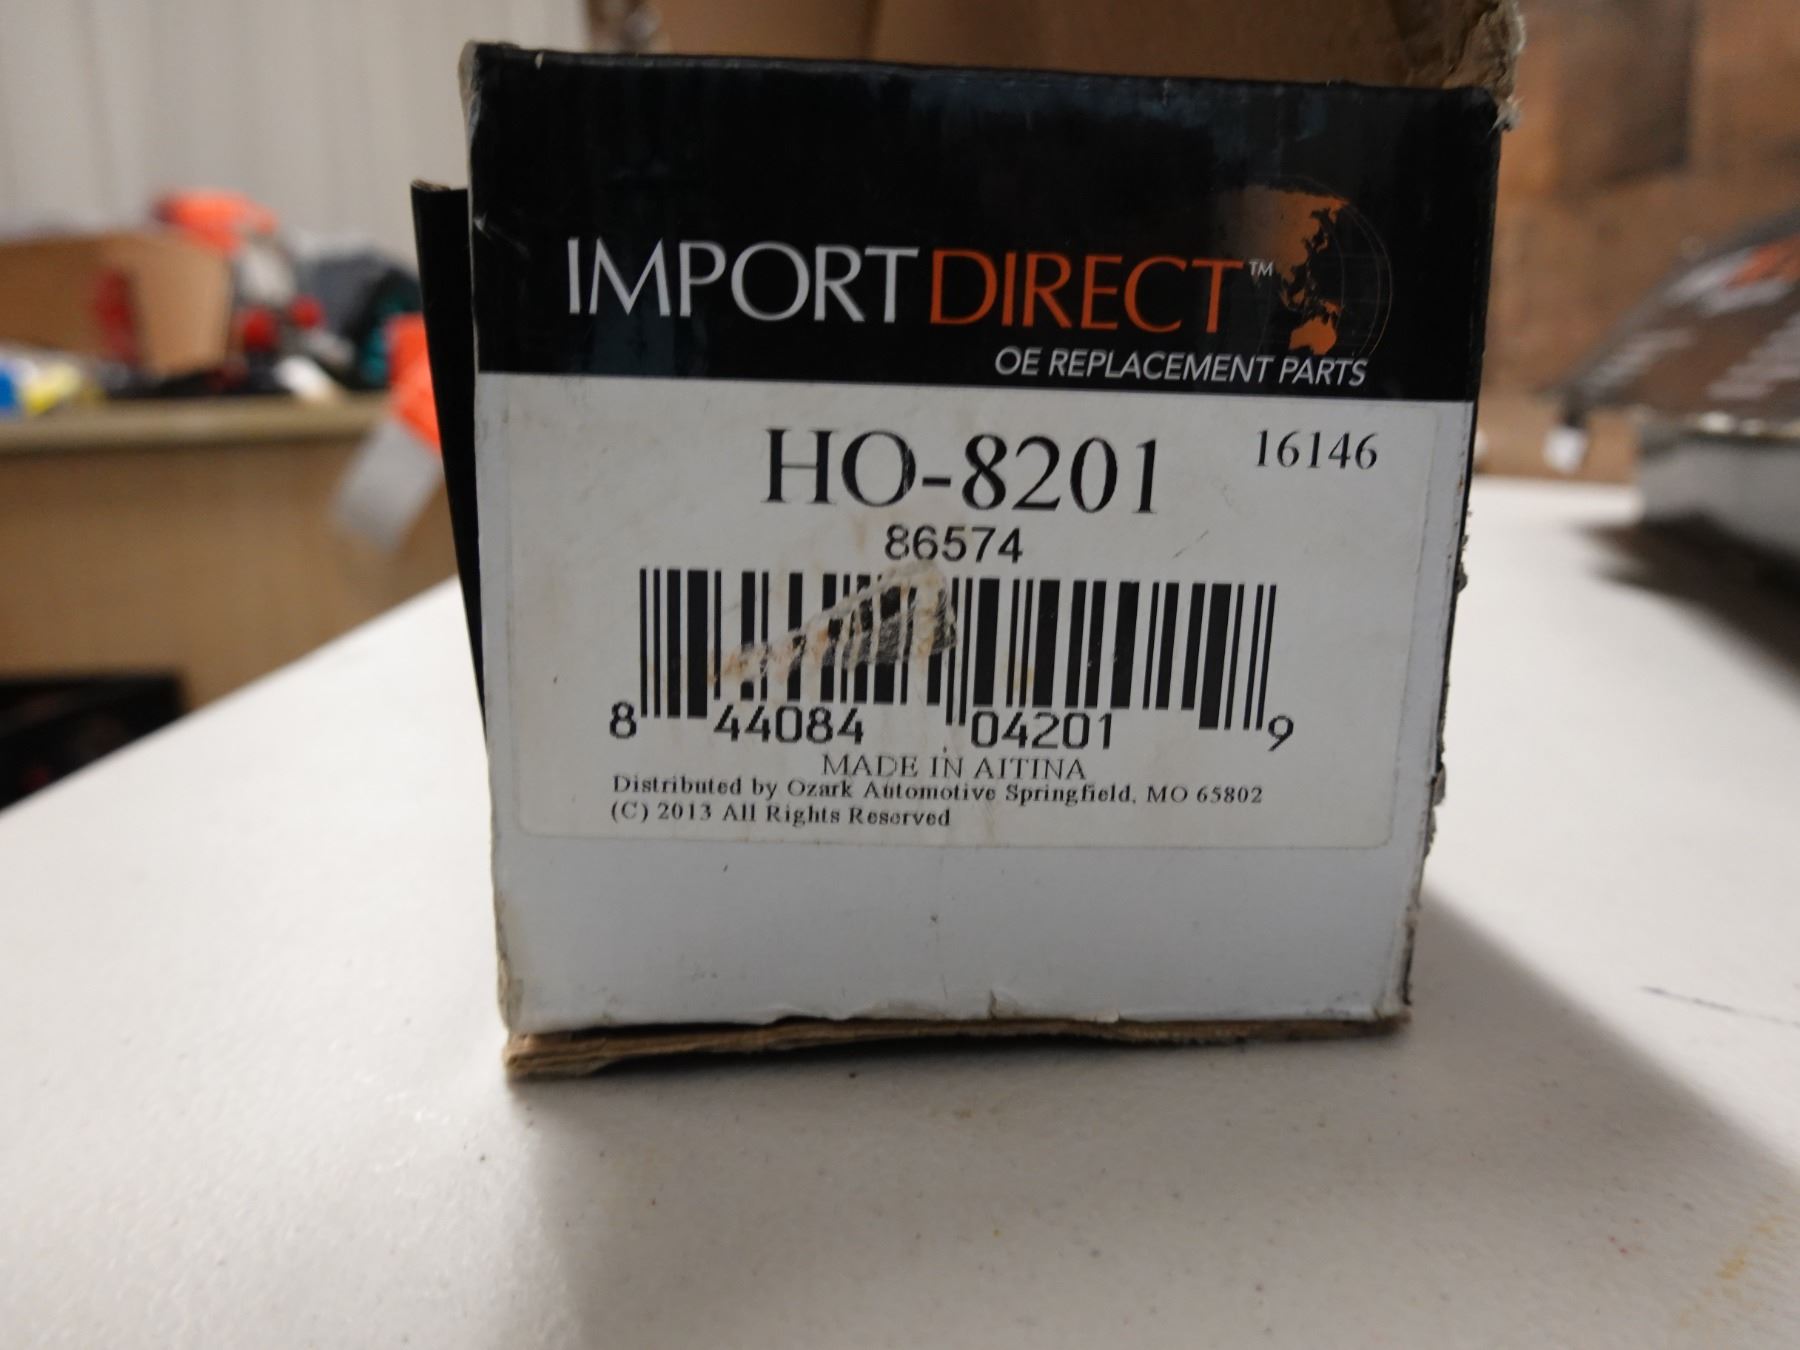 IMPORT DIRECT™
OE REPLACEMENT PARTS
HO-8201 16146
86574
8 44084 04201 9
MADE IN AITINA
Distributed by Ozark Automotive Springfield, MO 65802
(C) 2013 All Rights Reserved